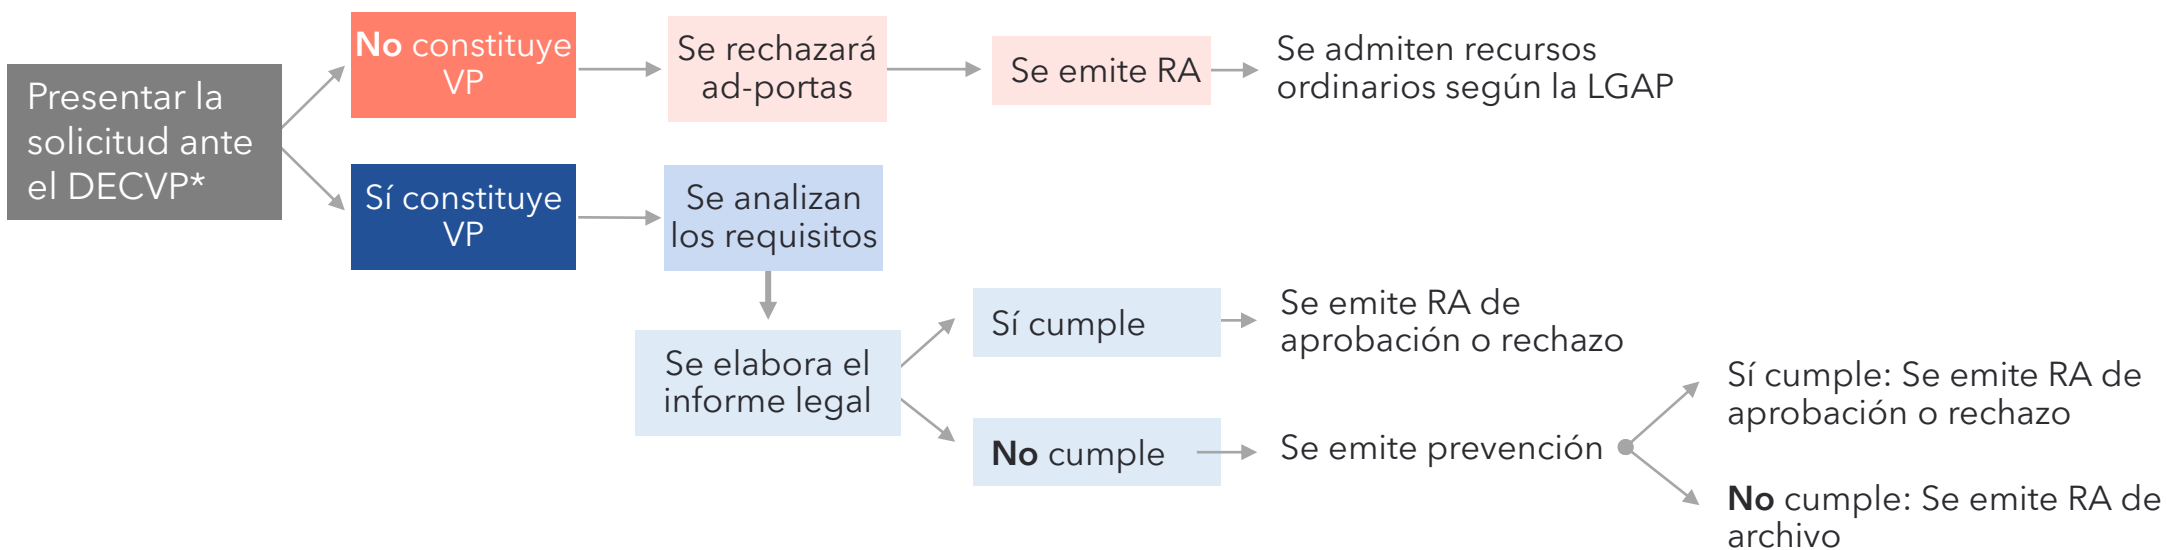 Presentar la
solicitud ante
el DECVP*
No constituye
VP
Se rechazará
ad-portas
Se emite RA
Se admiten recursos
ordinarios según la LGAP
Sí constituye
VP
Se analizan
los requisitos
Se elabora el
informe legal
Sí cumple
Se emite RA de
aprobación o rechazo
No cumple
Se emite prevención
Sí cumple: Se emite RA de
aprobación o rechazo
No cumple: Se emite RA de
archivo